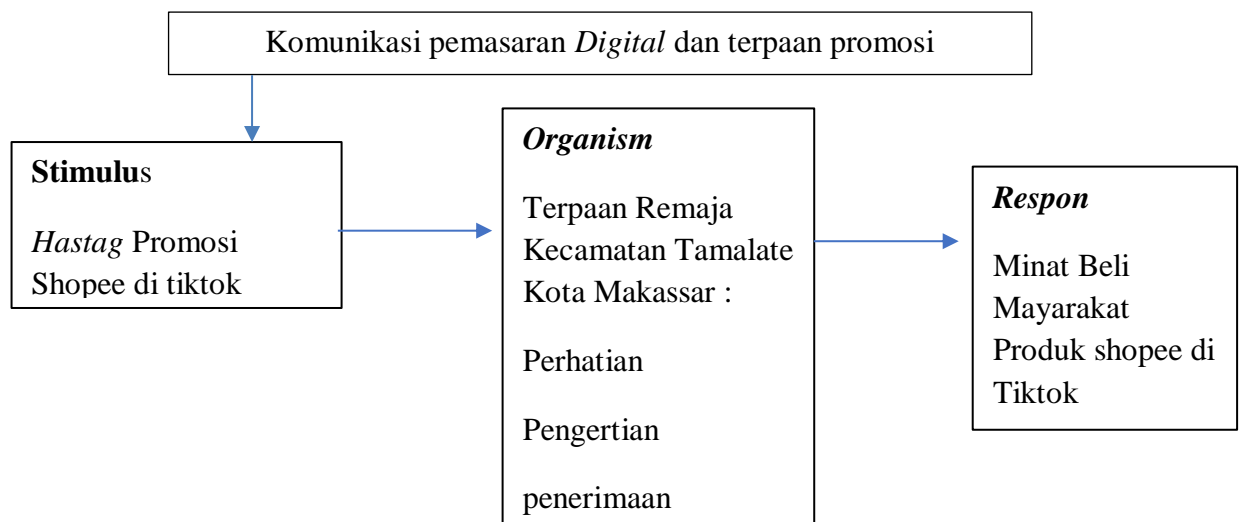 Komunikasi pemasaran Digital dan terpaan promosi
Stimulus
Hastag Promosi
Shopee di tiktok
Organism
Terpaan Remaja
Kecamatan Tamalate
Kota Makassar :
Perhatian
Pengertian
penerimaan
Respon
Minat Beli
Mayarakat
Produk shopee di
Tiktok